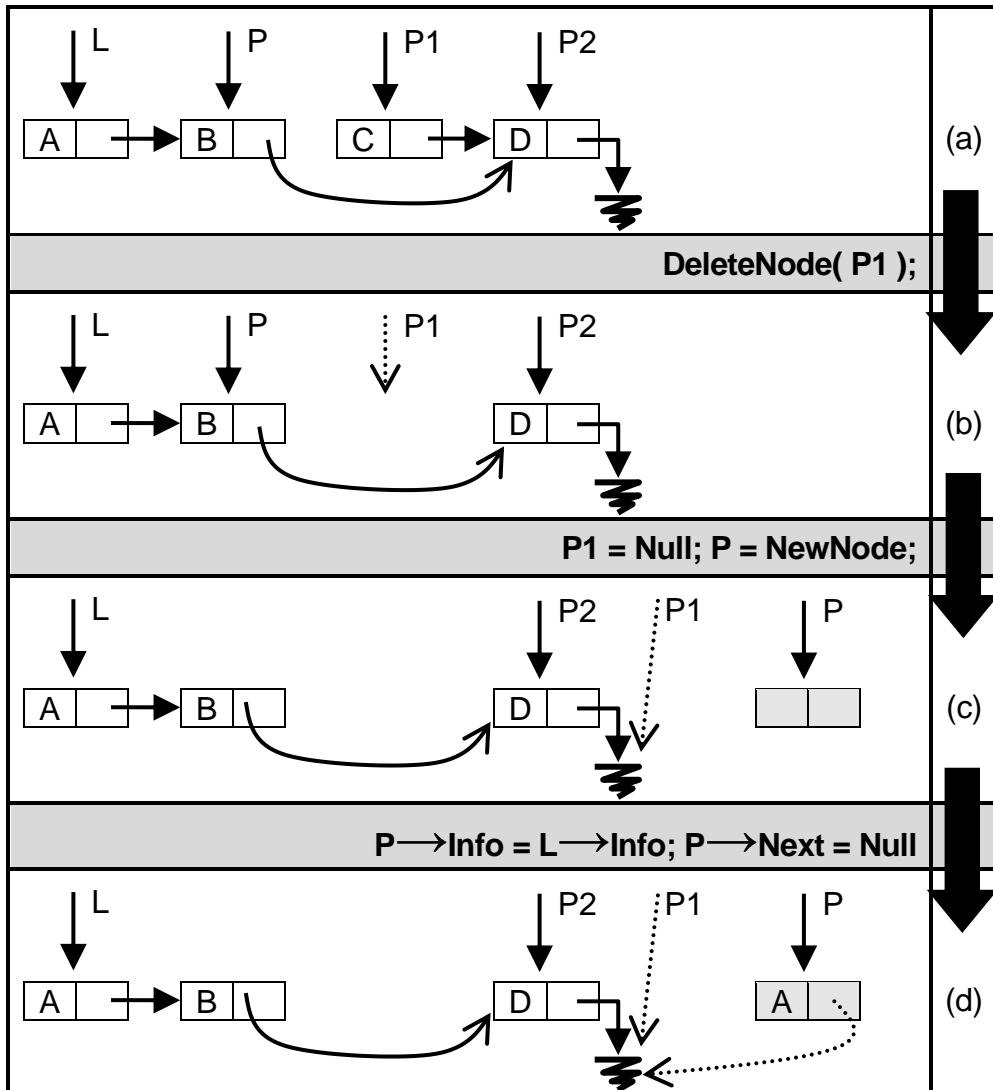 L P P1 P2
A B C D (a)
DeleteNode( P1 );
L P P1 P2
A B D (b)
P1 = Null; P = NewNode;
L P2 P1 P
A B D (c)
P→Info = L→Info; P→Next = Null
L P2 P1 P
A B D A (d)